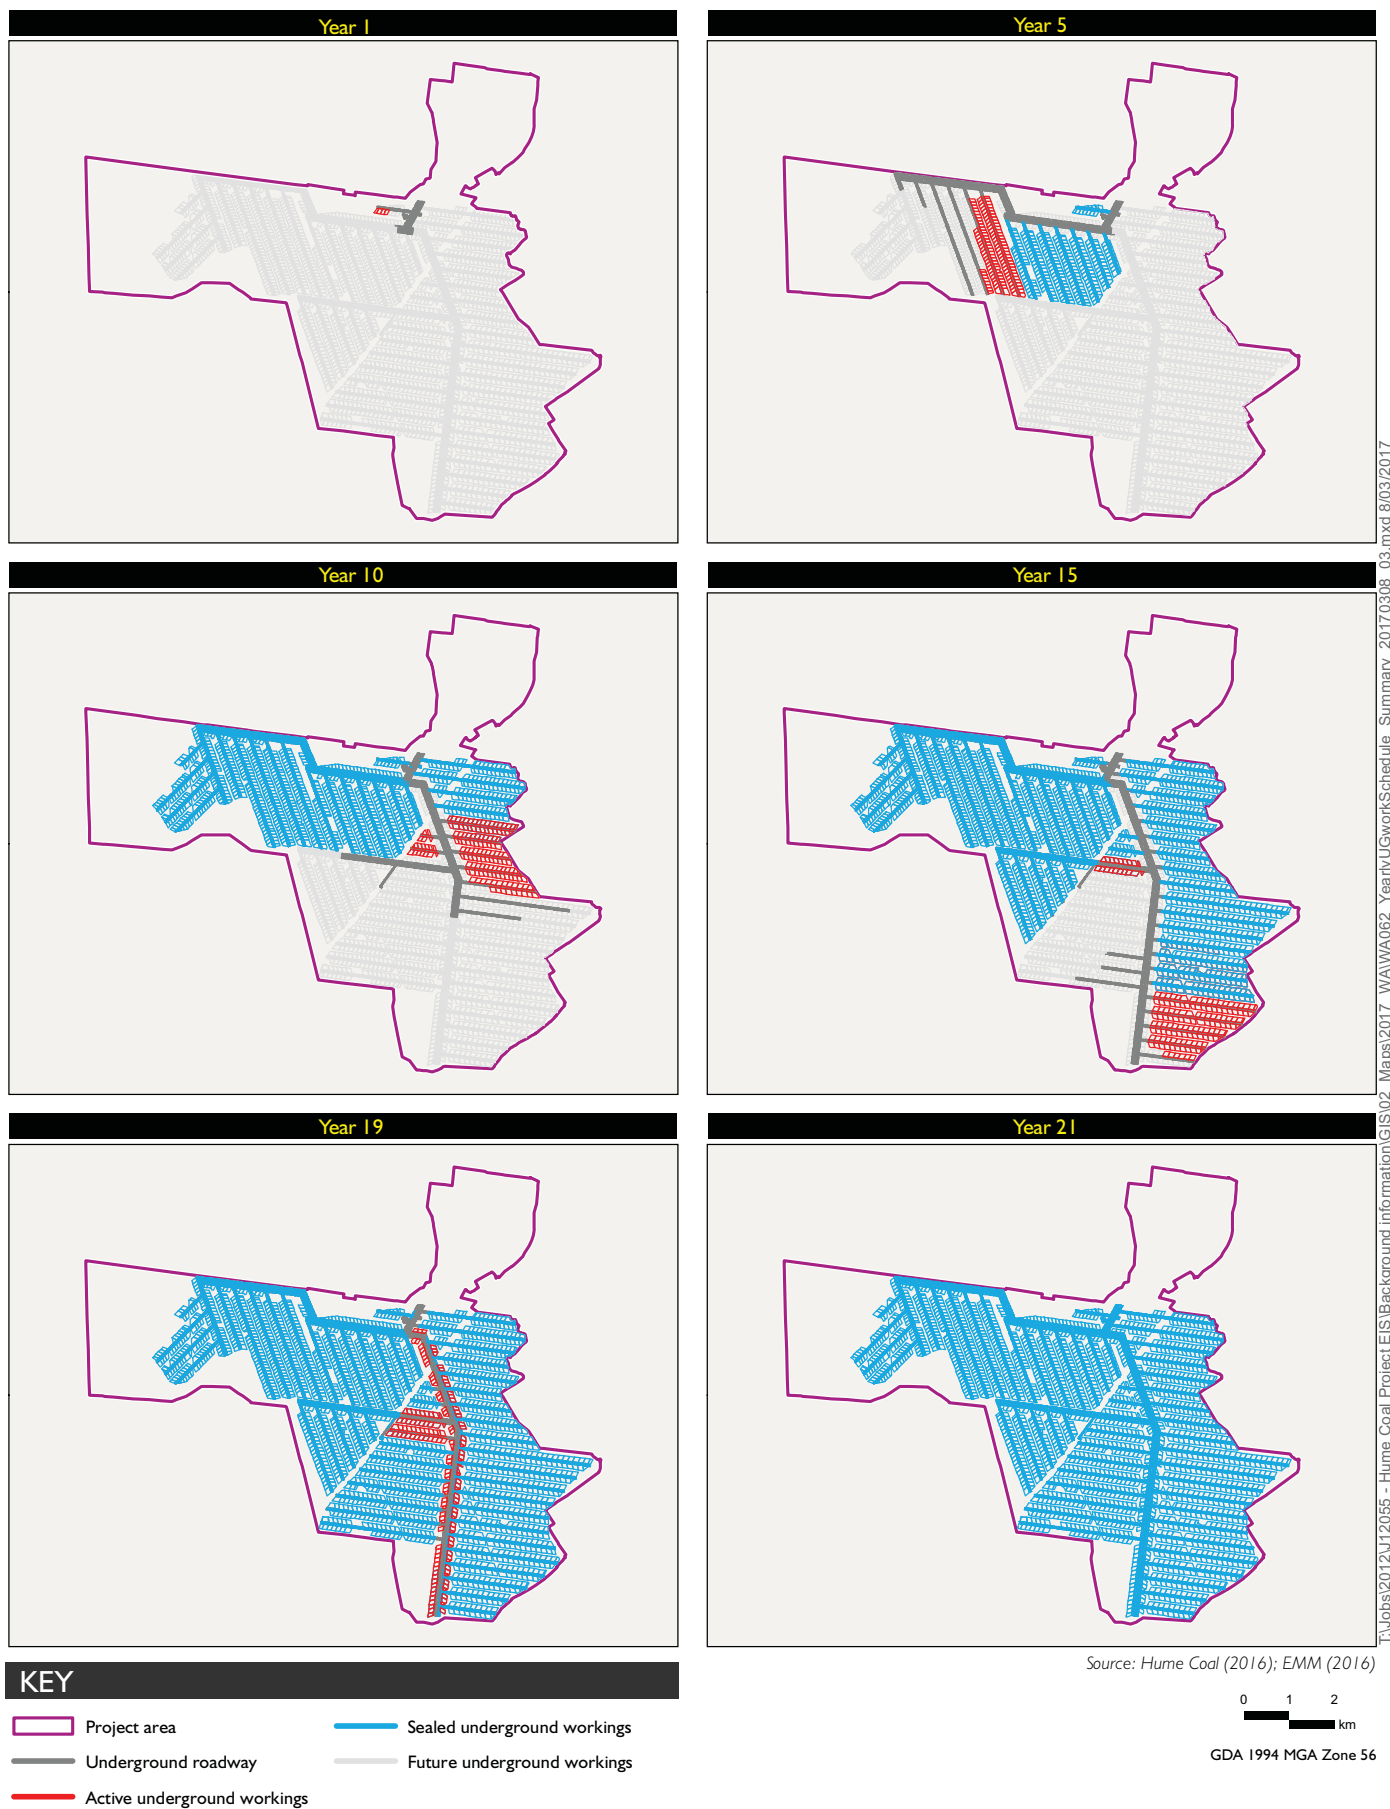 Year 1
Year 5
Year 10
Year 15
Year 19
Year 21
T:\Jobs\2012\J12055 - Hume Coal Project EIS\Background information\GIS\02_Maps\2017_WA\WA062_YearlyUGworkSchedule_Summary_20170308_03.mxd 8/03/2017
Source: Hume Coal (2016); EMM (2016)
KEY
Project area
Sealed underground workings
Underground roadway
Future underground workings
Active underground workings
0 1 2
km
GDA 1994 MGA Zone 56